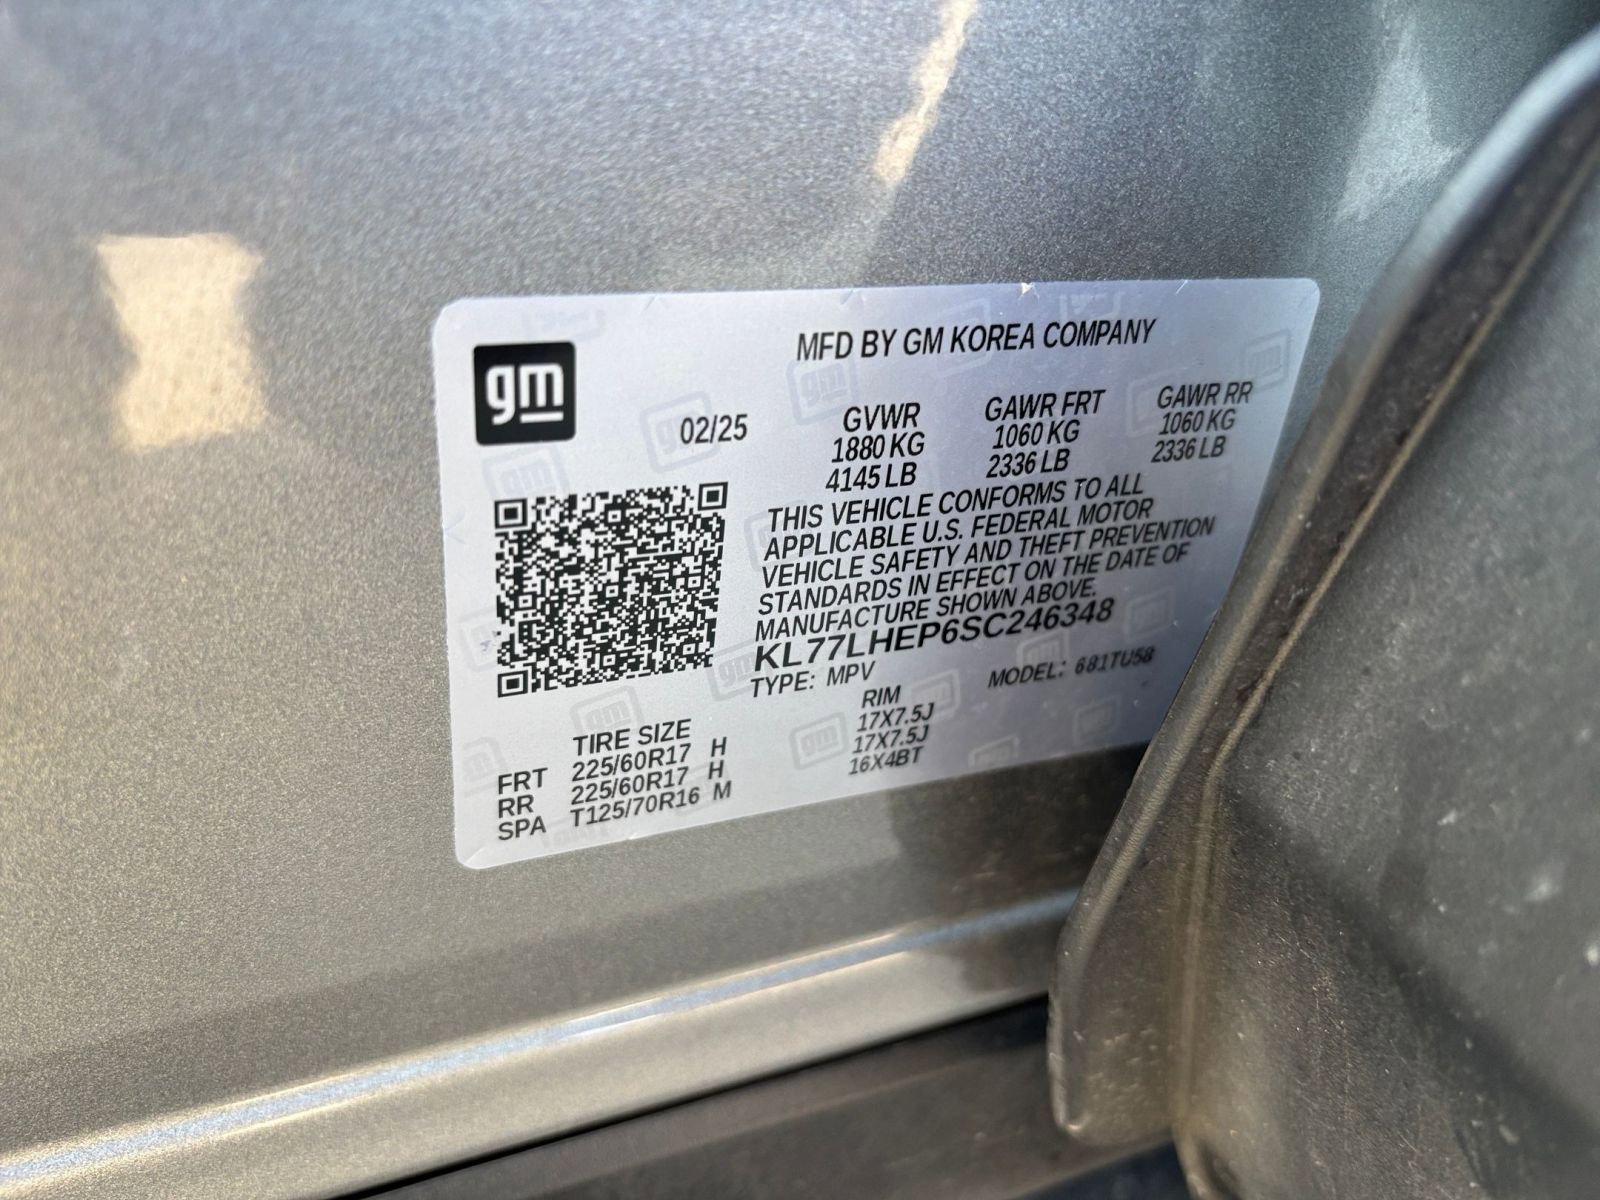 gm
MFD BY GM KOREA COMPANY
02/25
GVWR GAWR FRT GAWR RR
1880 KG 1060 KG 1060 KG
4145 LB 2336 LB 2336 LB
THIS VEHICLE CONFORMS TO ALL
APPLICABLE U.S. FEDERAL MOTOR
VEHICLE SAFETY AND THEFT PREVENTION
STANDARDS IN EFFECT ON THE DATE OF
MANUFACTURE SHOWN ABOVE.
KL77LHEP6SC246348
TYPE: MPV MODEL: 681TU58
TIRE SIZE RIM
FRT 225/60R17 H 17X7.5J
RR 225/60R17 H 17X7.5J
SPA T125/70R16 M 16X4BT